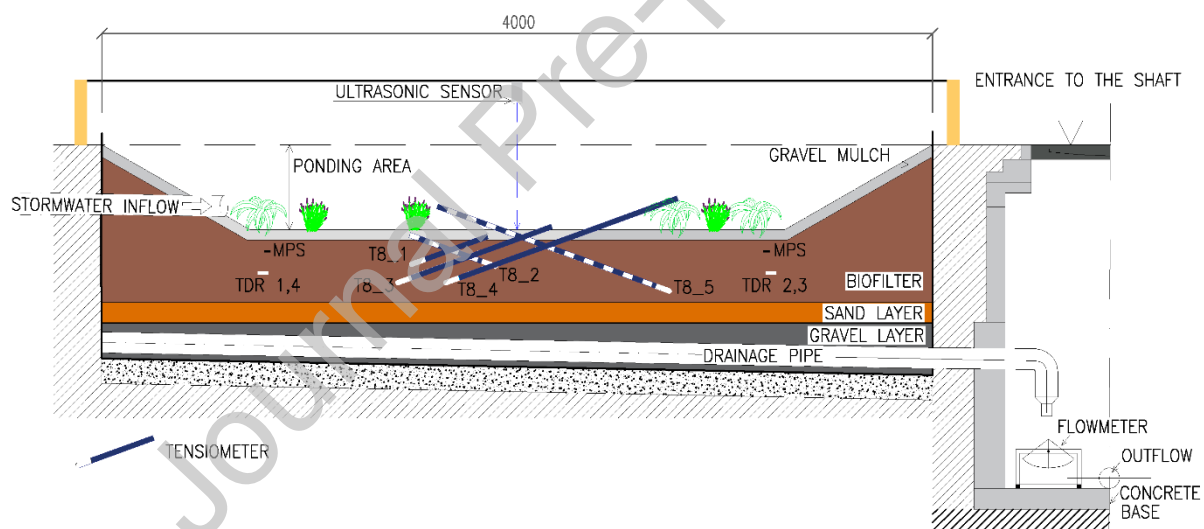 4000
ENTRANCE TO THE SHAFT
ULTRASONIC SENSOR
PONDING AREA
GRAVEL MULCH
STORMWATER INFLOW
-MPS
-MPS
T8_1
T8_2
TDR 1,4
T8_3
T8_4
T8_5
TDR 2,3
BIOFILTER
SAND LAYER
GRAVEL LAYER
DRAINAGE PIPE
TENSIOMETER
FLOWMETER
OUTFLOW
CONCRETE
BASE
Journal Pre-